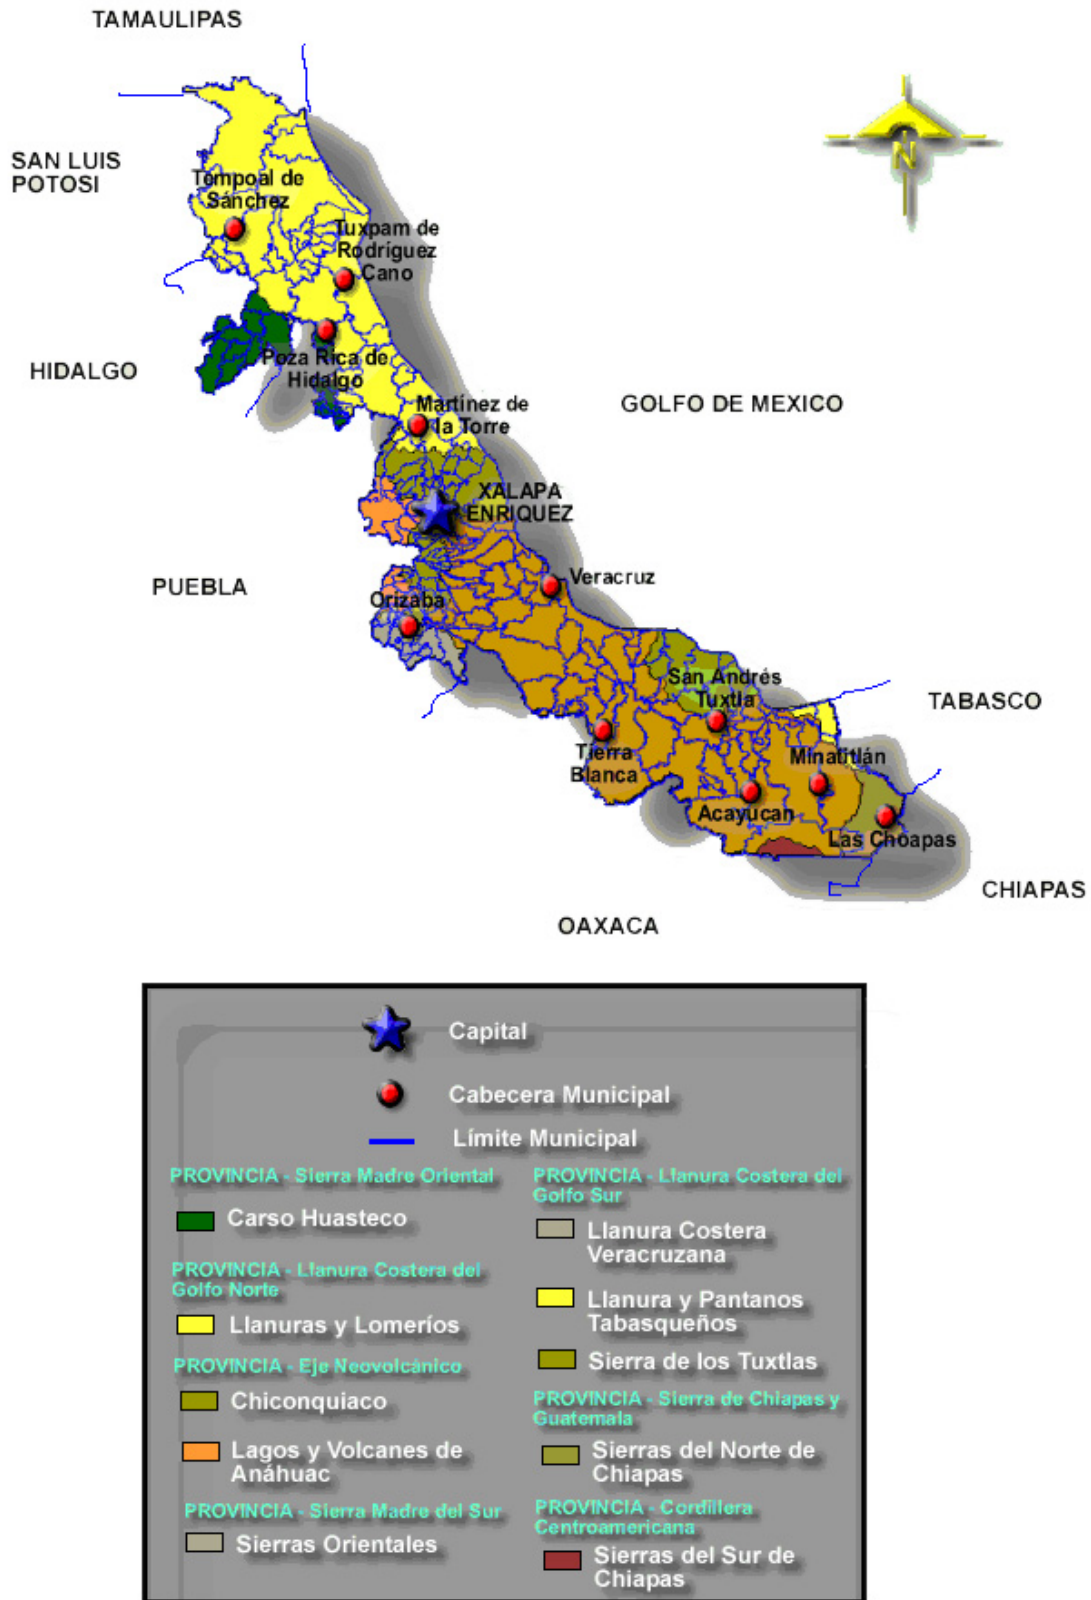 TAMAULIPAS
SAN LUIS
POTOSI
Tempoal de
Sánchez
Tuxpam de
Rodríguez
Cano
HIDALGO
Poza Rica de
Hidalgo
Martínez de
la Torre
GOLFO DE MEXICO
XALAPA
ENRIQUEZ
PUEBLA
Veracruz
Orizaba
San Andrés
Tuxtla
TABASCO
Tierra
Blanca
Minatitlán
Acayucan
Las Choapas
CHIAPAS
OAXACA
N
Capital
Cabecera Municipal
Límite Municipal
PROVINCIA - Sierra Madre Oriental
Carso Huasteco
PROVINCIA - Llanura Costera del
Golfo Norte
Llanuras y Lomeríos
PROVINCIA - Eje Neovolcánico
Chiconquiaco
Lagos y Volcanes de
Anáhuac
PROVINCIA - Sierra Madre del Sur
Sierras Orientales
PROVINCIA - Llanura Costera del
Golfo Sur
Llanura Costera
Veracruzana
Llanura y Pantanos
Tabasqueños
Sierra de los Tuxtlas
PROVINCIA - Sierra de Chiapas y
Guatemala
Sierras del Norte de
Chiapas
PROVINCIA - Cordillera
Centroamericana
Sierras del Sur de
Chiapas